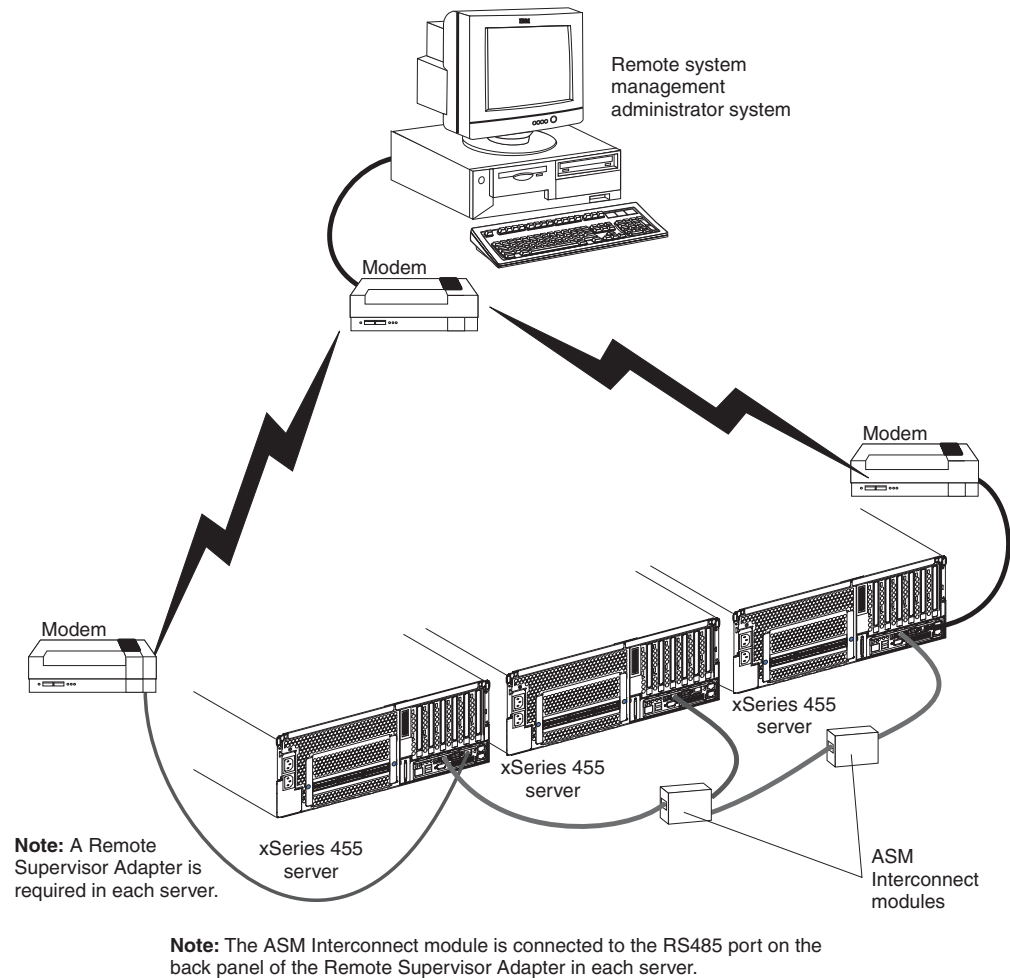 Remote system
management
administrator system
Modem
Modem
Modem
xSeries 455
server
xSeries 455
server
xSeries 455
server
Note: A Remote
Supervisor Adapter is
required in each server.
ASM
Interconnect
modules
Note: The ASM Interconnect module is connected to the RS485 port on the
back panel of the Remote Supervisor Adapter in each server.